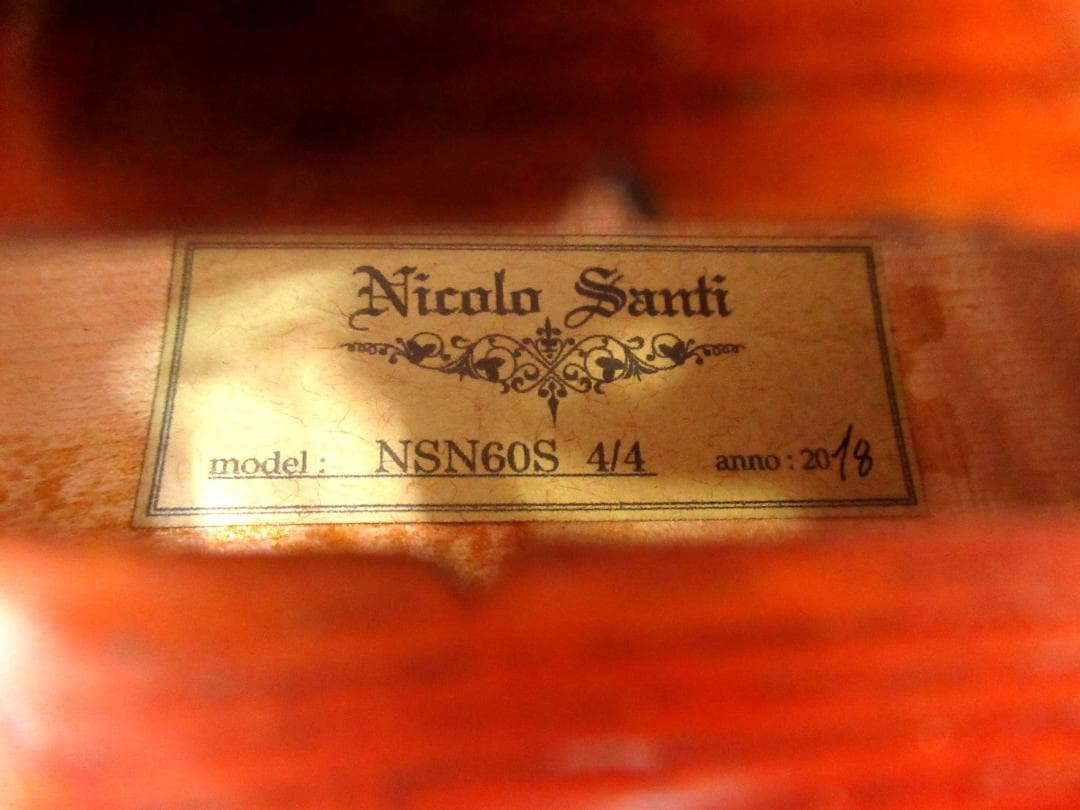 Nicolo Santi
model : NSN60S 4/4 anno : 2018